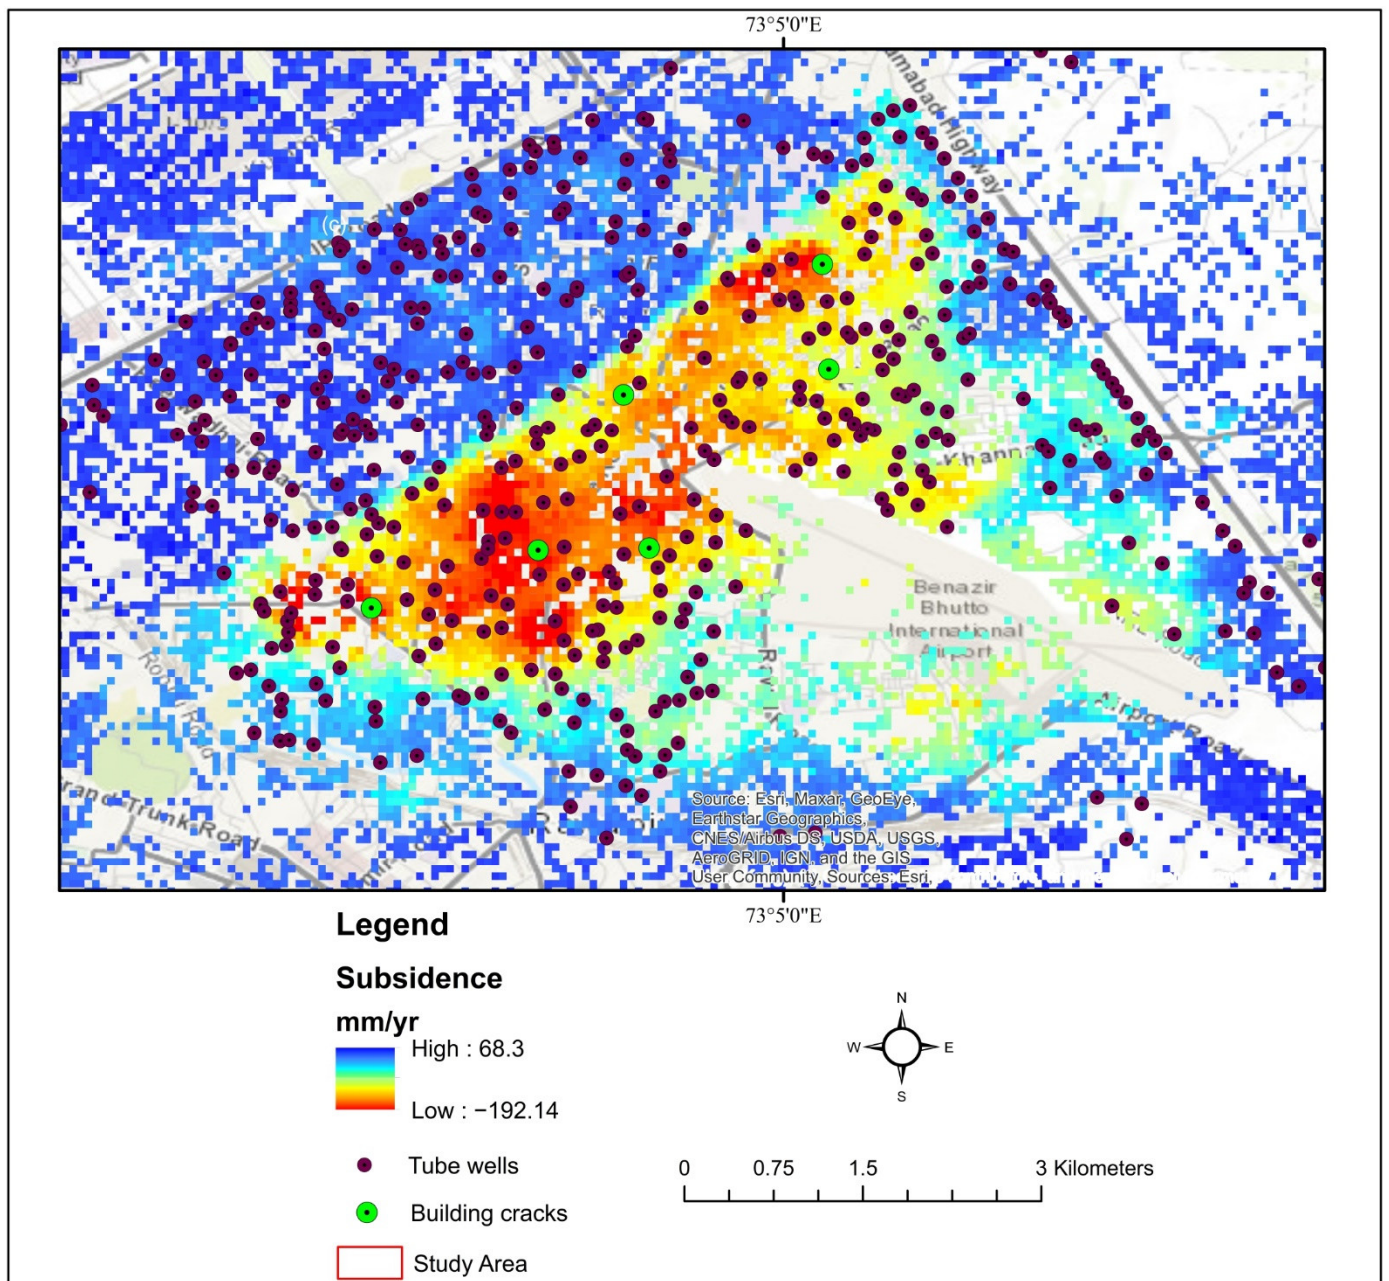 73°5'0"E
(c)
Khanna
Benazir
Bhutto
International
Airport
Airport Road
Grand Trunk Road
Source: Esri, Maxar, GeoEye,
Earthstar Geographics,
CNES/Airbus DS, USDA, USGS,
AeroGRID, IGN, and the GIS
User Community, Sources: Esri,
73°5'0"E
Legend
Subsidence
mm/yr
High : 68.3
Low : −192.14
Tube wells
Building cracks
Study Area
N
W E
S
0 0.75 1.5 3 Kilometers